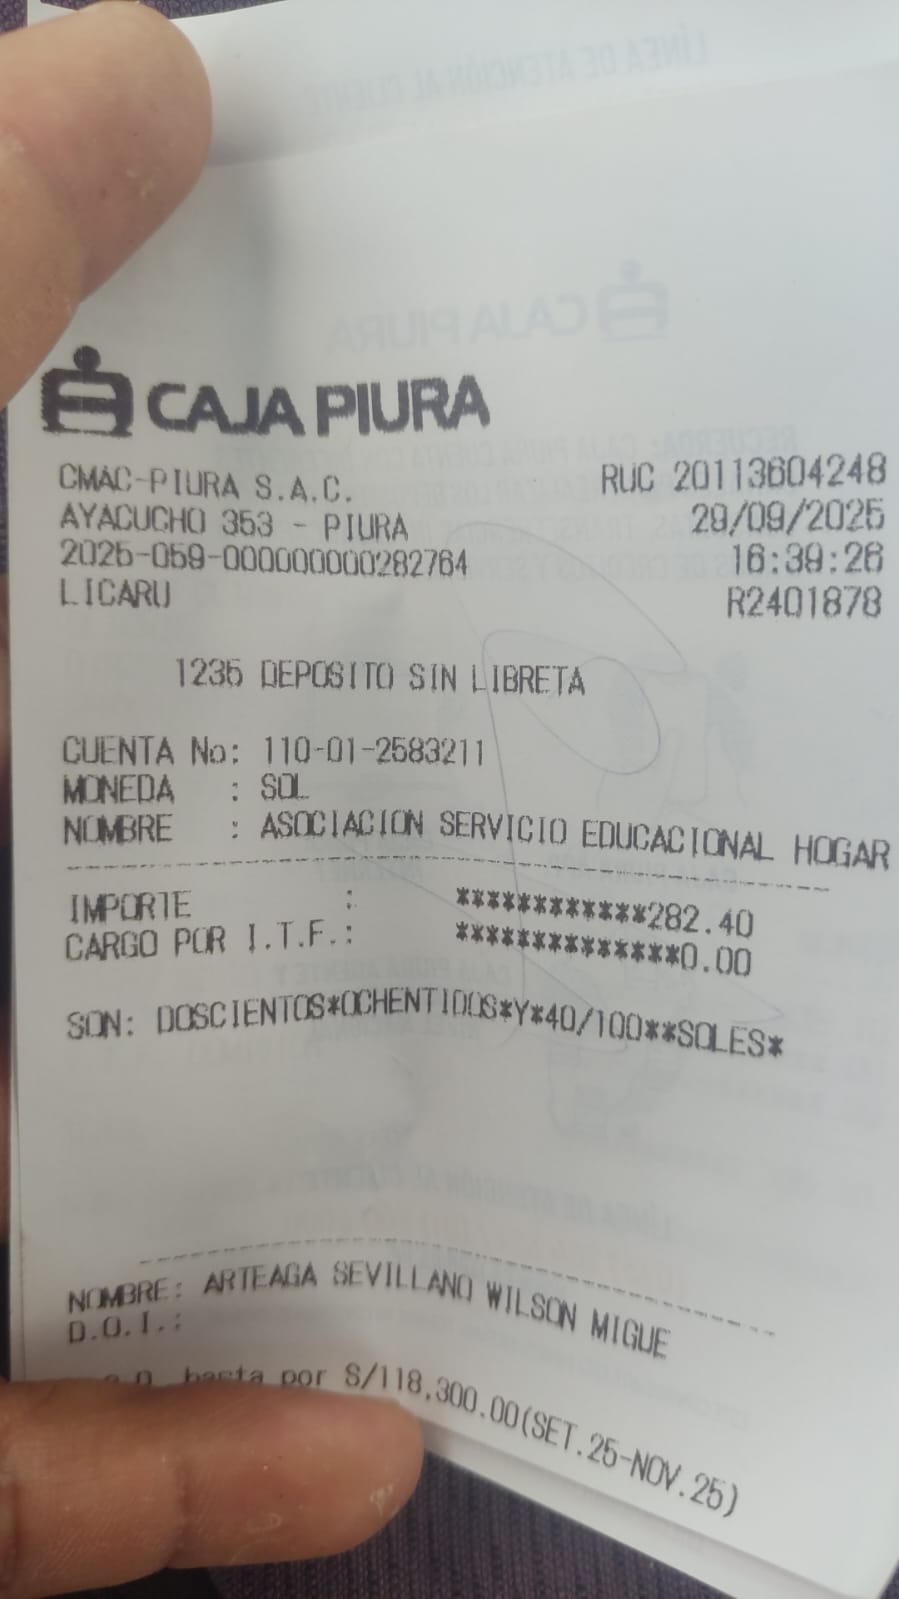 CAJA PIURA
CMAC-PIURA S.A.C. RUC 20113604248
AYACUCHO 353 - PIURA 29/09/2025
2025-059-000000000282764 16:39:26
LICARU R2401878
1235 DEPOSITO SIN LIBRETA
CUENTA No: 110-01-2583211
MONEDA : SOL
NOMBRE : ASOCIACION SERVICIO EDUCACIONAL HOGAR
IMPORTE : ************282.40
CARGO POR I.T.F.: **************0.00
SON: DOSCIENTOS*OCHENTIDOS*Y*40/100**SOLES*
NOMBRE: ARTEAGA SEVILLANO WILSON MIGUE
D.O.I.:
hasta por S/118,300.00(SET.25-NOV.25)